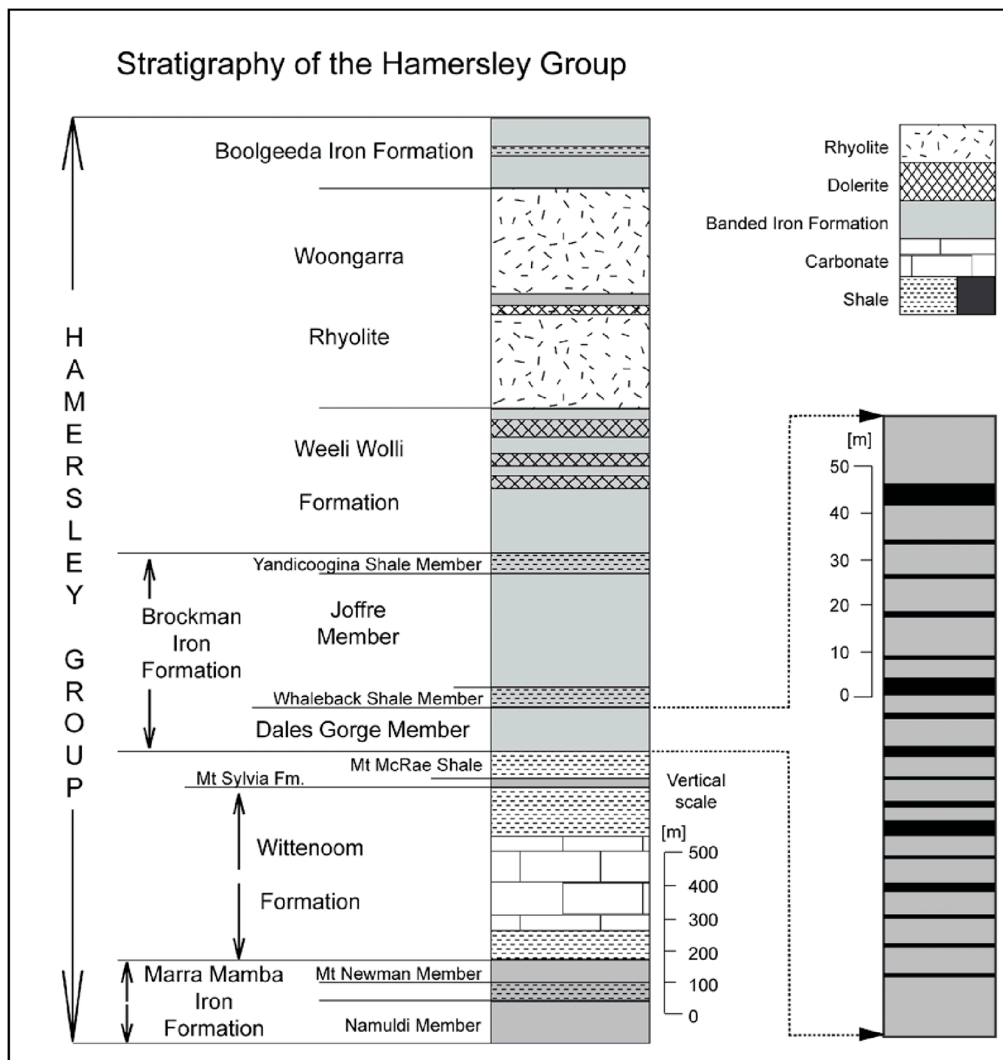 Stratigraphy of the Hamersley Group
HAMERSLEY GROUP
Boolgeeda Iron Formation
Woongarra
Rhyolite
Weeli Wolli
Formation
Yandicoogina Shale Member
Brockman
Iron
Formation
Joffre
Member
Whaleback Shale Member
Dales Gorge Member
Mt McRae Shale
Mt Sylvia Fm.
Wittenoom
Formation
Marra Mamba
Iron
Formation
Mt Newman Member
Namuldi Member
Vertical
scale
[m]
500
400
300
200
100
0
Rhyolite
Dolerite
Banded Iron Formation
Carbonate
Shale
[m]
50
40
30
20
10
0